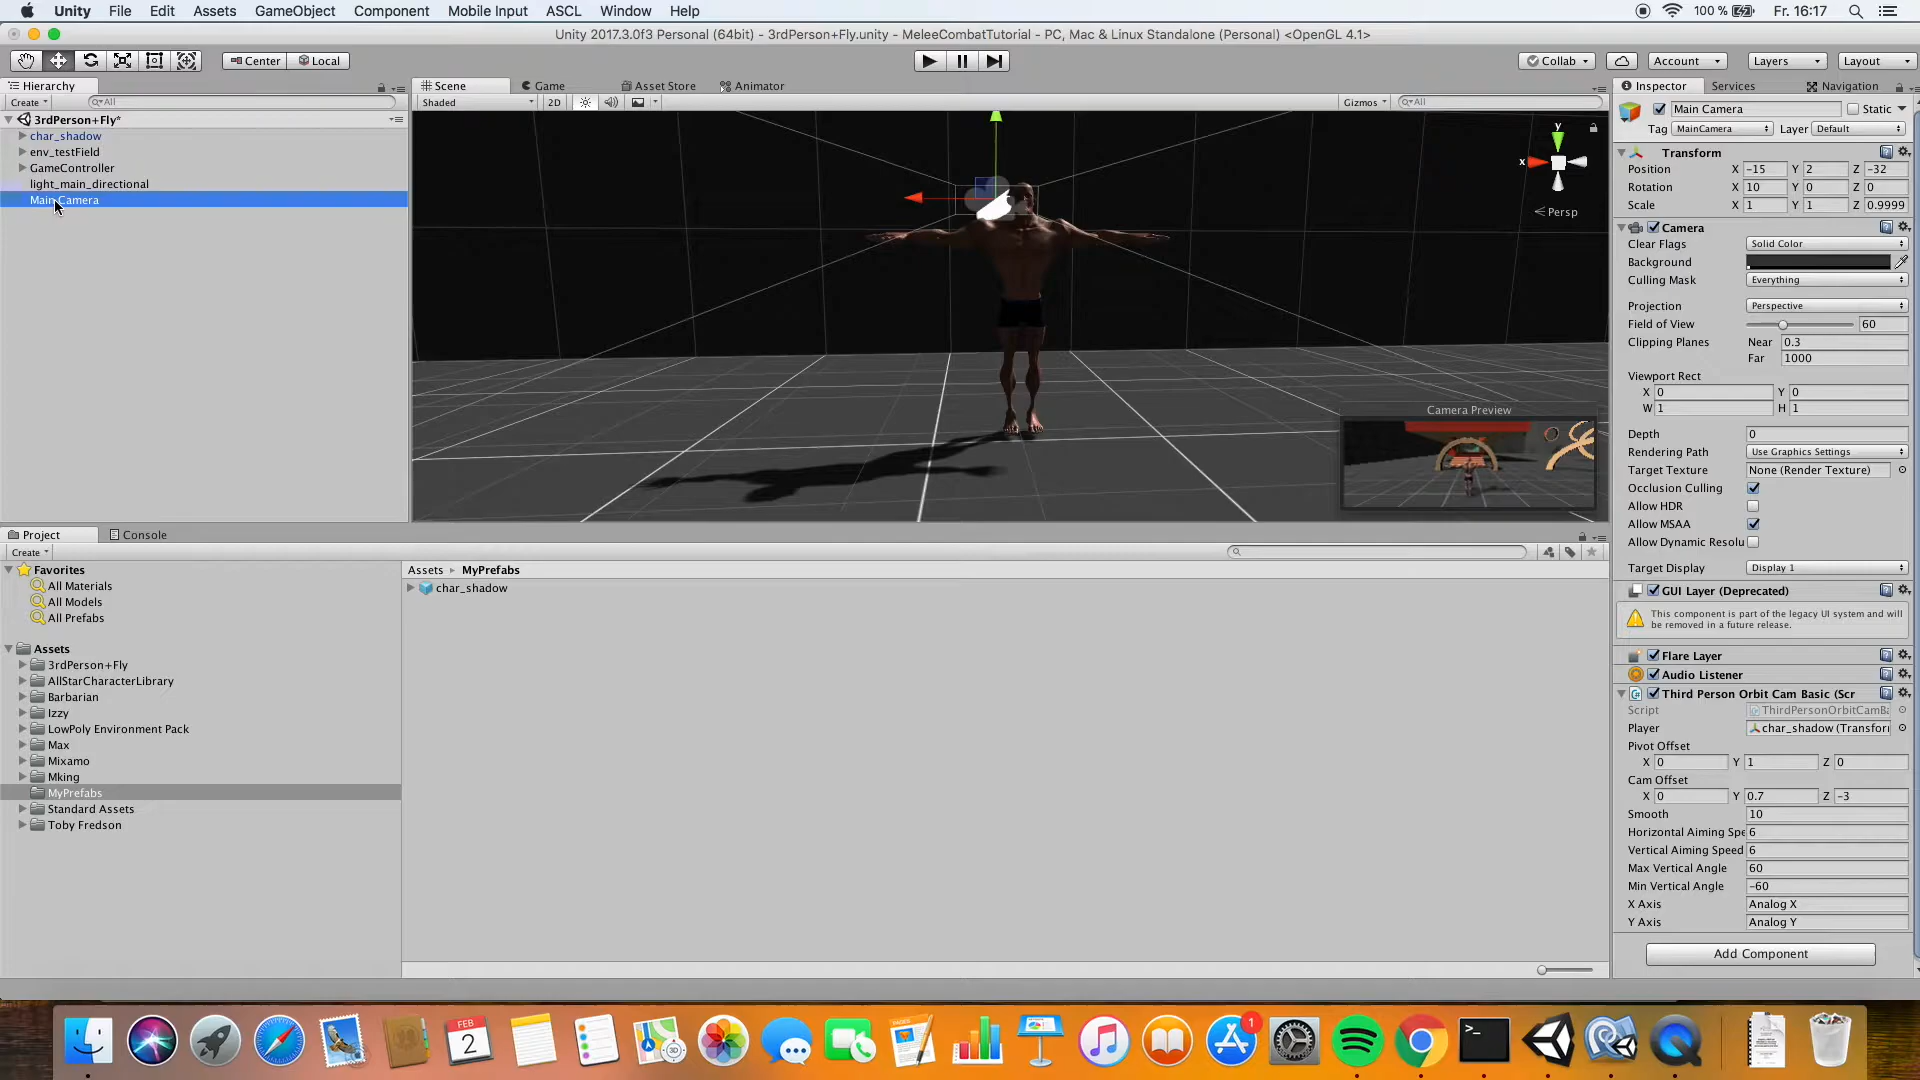 Unity File Edit Assets GameObject Component Mobile Input ASCL Window Help 100 % Fr. 16:17
Unity 2017.3.0f3 Personal (64bit) - 3rdPerson+Fly.unity - MeleeCombatTutorial - PC, Mac & Linux Standalone (Personal) <OpenGL 4.1>
Center Local Collab Account Layers Layout
Hierarchy Scene Game Asset Store Animator Inspector Services Navigation
Create All Shaded 2D Gizmos All Main Camera Static
3rdPerson+Fly*
Tag MainCamera Layer Default
char_shadow
env_testField
GameController
light_main_directional
Main Camera
y
x
Persp
Camera Preview
Transform
Position X -15 Y 2 Z -32
Rotation X 10 Y 0 Z 0
Scale X 1 Y 1 Z 0.9999
Camera
Clear Flags Solid Color
Background
Culling Mask Everything
Projection Perspective
Field of View 60
Clipping Planes Near 0.3
Far 1000
Viewport Rect
X 0 Y 0
W 1 H 1
Depth 0
Rendering Path Use Graphics Settings
Target Texture None (Render Texture)
Occlusion Culling
Allow HDR
Allow MSAA
Allow Dynamic Resolu
Target Display Display 1
GUI Layer (Deprecated)
This component is part of the legacy UI system and will
be removed in a future release.
Flare Layer
Audio Listener
Third Person Orbit Cam Basic (Scr
Script ThirdPersonOrbitCamBa
Player char_shadow (Transfori
Pivot Offset
X 0 Y 1 Z 0
Cam Offset
X 0 Y 0.7 Z -3
Smooth 10
Horizontal Aiming Spe 6
Vertical Aiming Speed 6
Max Vertical Angle 60
Min Vertical Angle -60
X Axis Analog X
Y Axis Analog Y
Add Component
Project Console
Create
Favorites
All Materials
All Models
All Prefabs
Assets
3rdPerson+Fly
AllStarCharacterLibrary
Barbarian
Izzy
LowPoly Environment Pack
Max
Mixamo
Mking
MyPrefabs
Standard Assets
Toby Fredson
Assets MyPrefabs
char_shadow
FEB
2
1